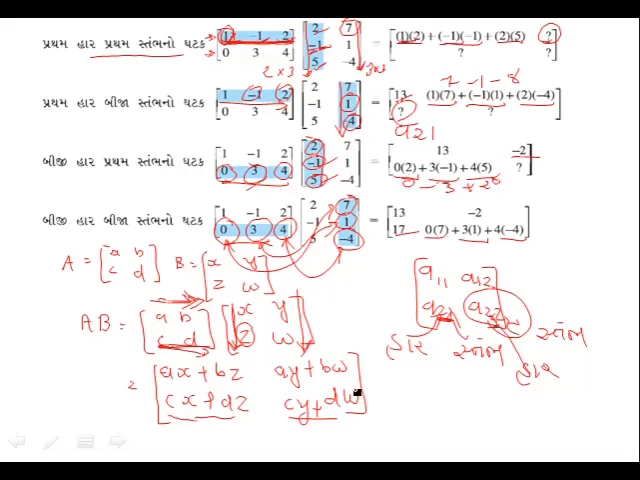 પ્રથમ હાર પ્રથમ સ્તંભનો ઘટક [1 -1 2 / 0 3 4] [2 7 / -1 1 / 5 -4] = [(1)(2)+(-1)(-1)+(2)(5) ? / ? ?]
2 x 3
7 -1 - 8
પ્રથમ હાર બીજા સ્તંભનો ઘટક [1 -1 2 / 0 3 4] [2 7 / -1 1 / 5 -4] = [13 (1)(7)+(-1)(1)+(2)(-4) / ? ?]
a21
બીજી હાર પ્રથમ સ્તંભનો ઘટક [1 -1 2 / 0 3 4] [2 7 / -1 1 / 5 -4] = [13 -2 / 0(2)+3(-1)+4(5) ?]
0 - 3 + 20
બીજી હાર બીજા સ્તંભનો ઘટક [1 -1 2 / 0 3 4] [2 7 / -1 1 / 5 -4] = [13 -2 / 17 0(7)+3(1)+4(-4)]
A = [a b / c d] B = [x y / z w]
[a11 a12 / a21 a22]
AB = [a b / c d] [x y / z w]
હાર સ્તંભ હાર સ્તંભ
= [ax+bz ay+bw / cx+dz cy+dw]